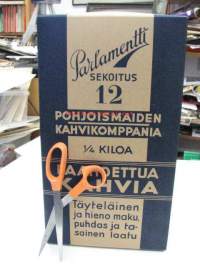 Parlamentti
SEKOITUS
12
POHJOISMAIDEN
KAHVIKOMPPANIA
¼ KILOA
KAHVIA
Täyteläinen
ja hieno maku,
puhdas ja ta-
sainen laatu